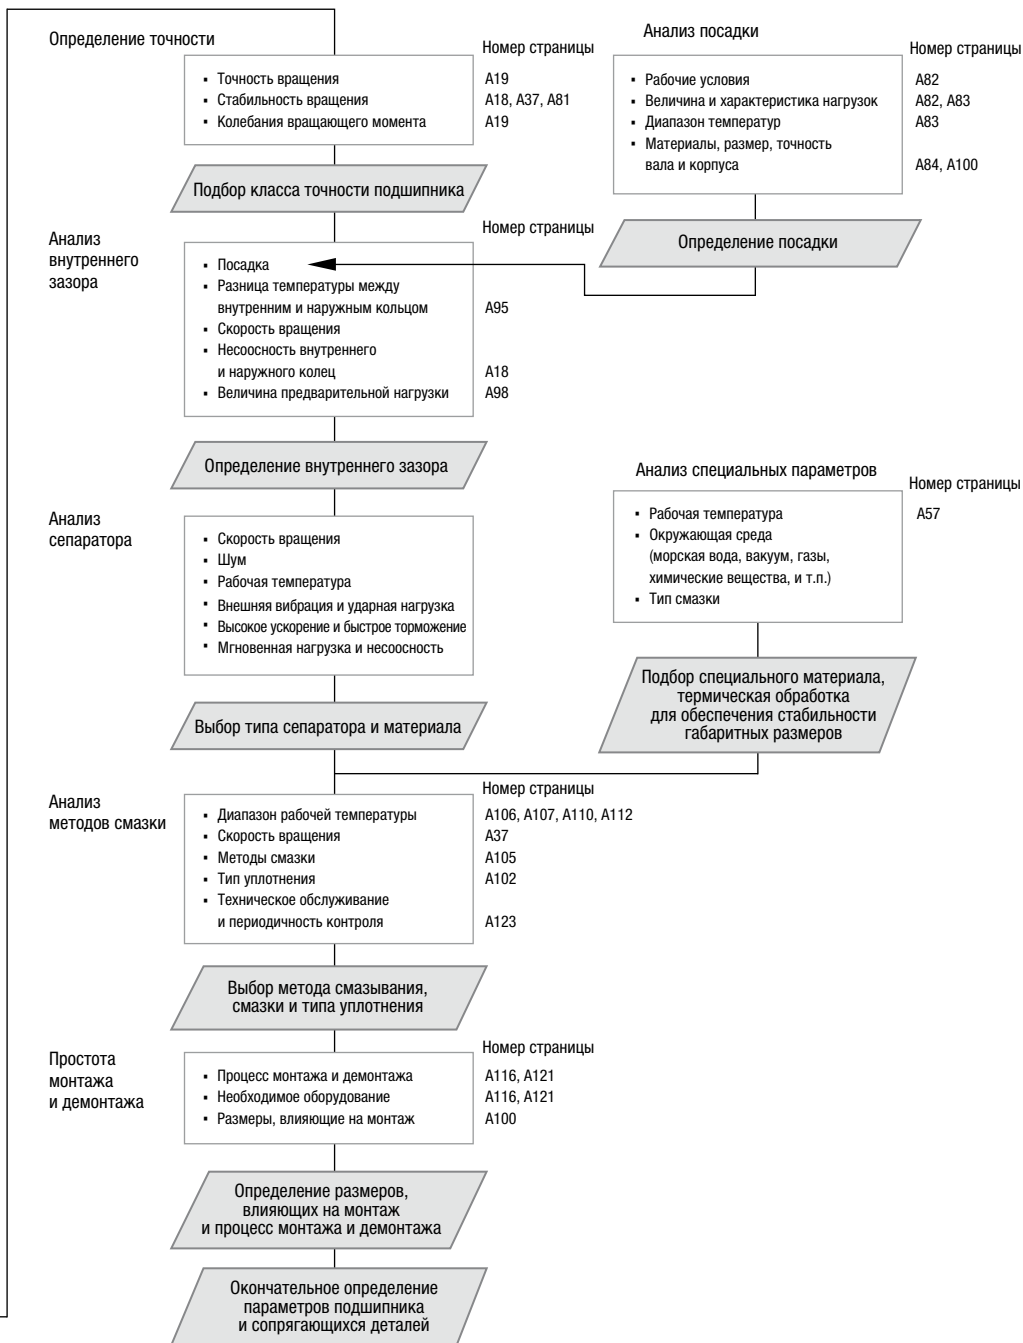 Определение точности
Номер страницы
▪ Точность вращения A19
▪ Стабильность вращения A18, A37, A81
▪ Колебания вращающего момента A19
Подбор класса точности подшипника
Анализ посадки
Номер страницы
▪ Рабочие условия A82
▪ Величина и характеристика нагрузок A82, A83
▪ Диапазон температур A83
▪ Материалы, размер, точность
вала и корпуса A84, A100
Определение посадки
Анализ
внутреннего
зазора
Номер страницы
▪ Посадка
▪ Разница температуры между
внутренним и наружным кольцом A95
▪ Скорость вращения
▪ Несоосность внутреннего
и наружного колец A18
▪ Величина предварительной нагрузки A98
Определение внутреннего зазора
Анализ
сепаратора
▪ Скорость вращения
▪ Шум
▪ Рабочая температура
▪ Внешняя вибрация и ударная нагрузка
▪ Высокое ускорение и быстрое торможение
▪ Мгновенная нагрузка и несоосность
Выбор типа сепаратора и материала
Анализ специальных параметров
Номер страницы
▪ Рабочая температура A57
▪ Окружающая среда
(морская вода, вакуум, газы,
химические вещества, и т.п.)
▪ Тип смазки
Подбор специального материала,
термическая обработка
для обеспечения стабильности
габаритных размеров
Анализ
методов смазки
Номер страницы
▪ Диапазон рабочей температуры A106, A107, A110, A112
▪ Скорость вращения A37
▪ Методы смазки A105
▪ Тип уплотнения A102
▪ Техническое обслуживание
и периодичность контроля A123
Выбор метода смазывания,
смазки и типа уплотнения
Простота
монтажа
и демонтажа
Номер страницы
▪ Процесс монтажа и демонтажа A116, A121
▪ Необходимое оборудование A116, A121
▪ Размеры, влияющие на монтаж A100
Определение размеров,
влияющих на монтаж
и процесс монтажа и демонтажа
Окончательное определение
параметров подшипника
и сопрягающихся деталей